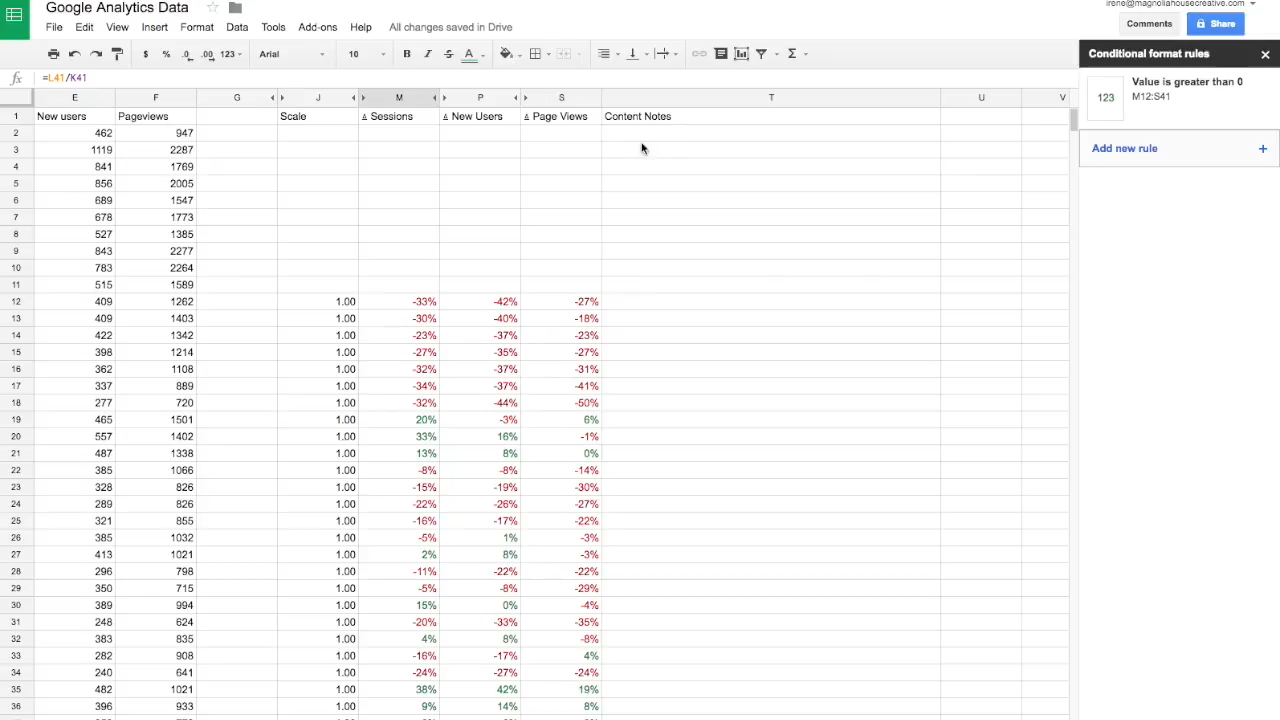 Google Analytics Data
irene@magnoliahousecreative.com
File Edit View Insert Format Data Tools Add-ons Help All changes saved in Drive
Comments Share
$ % .0 .00 123 Arial 10 B I S A Σ
Conditional format rules
fx =L41/K41
Value is greater than 0
123 M12:S41
E F G J M P S T U V
1 New users Pageviews Scale Δ Sessions Δ New Users Δ Page Views Content Notes
2 462 947
Add new rule +
3 1119 2287
4 841 1769
5 856 2005
6 689 1547
7 678 1773
8 527 1385
9 843 2277
10 783 2264
11 515 1589
12 409 1262 1.00 -33% -42% -27%
13 409 1403 1.00 -30% -40% -18%
14 422 1342 1.00 -23% -37% -23%
15 398 1214 1.00 -27% -35% -27%
16 362 1108 1.00 -32% -37% -31%
17 337 889 1.00 -34% -37% -41%
18 277 720 1.00 -32% -44% -50%
19 465 1501 1.00 20% -3% 6%
20 557 1402 1.00 33% 16% -1%
21 487 1338 1.00 13% 8% 0%
22 385 1066 1.00 -8% -8% -14%
23 328 826 1.00 -15% -19% -30%
24 289 826 1.00 -22% -26% -27%
25 321 855 1.00 -16% -17% -22%
26 385 1032 1.00 -5% 1% -3%
27 413 1021 1.00 2% 8% -3%
28 296 798 1.00 -11% -22% -22%
29 350 715 1.00 -5% -8% -29%
30 389 994 1.00 15% 0% -4%
31 248 624 1.00 -20% -33% -35%
32 383 835 1.00 4% 8% -8%
33 282 908 1.00 -16% -17% 4%
34 240 641 1.00 -24% -27% -24%
35 482 1021 1.00 38% 42% 19%
36 396 933 1.00 9% 14% 8%